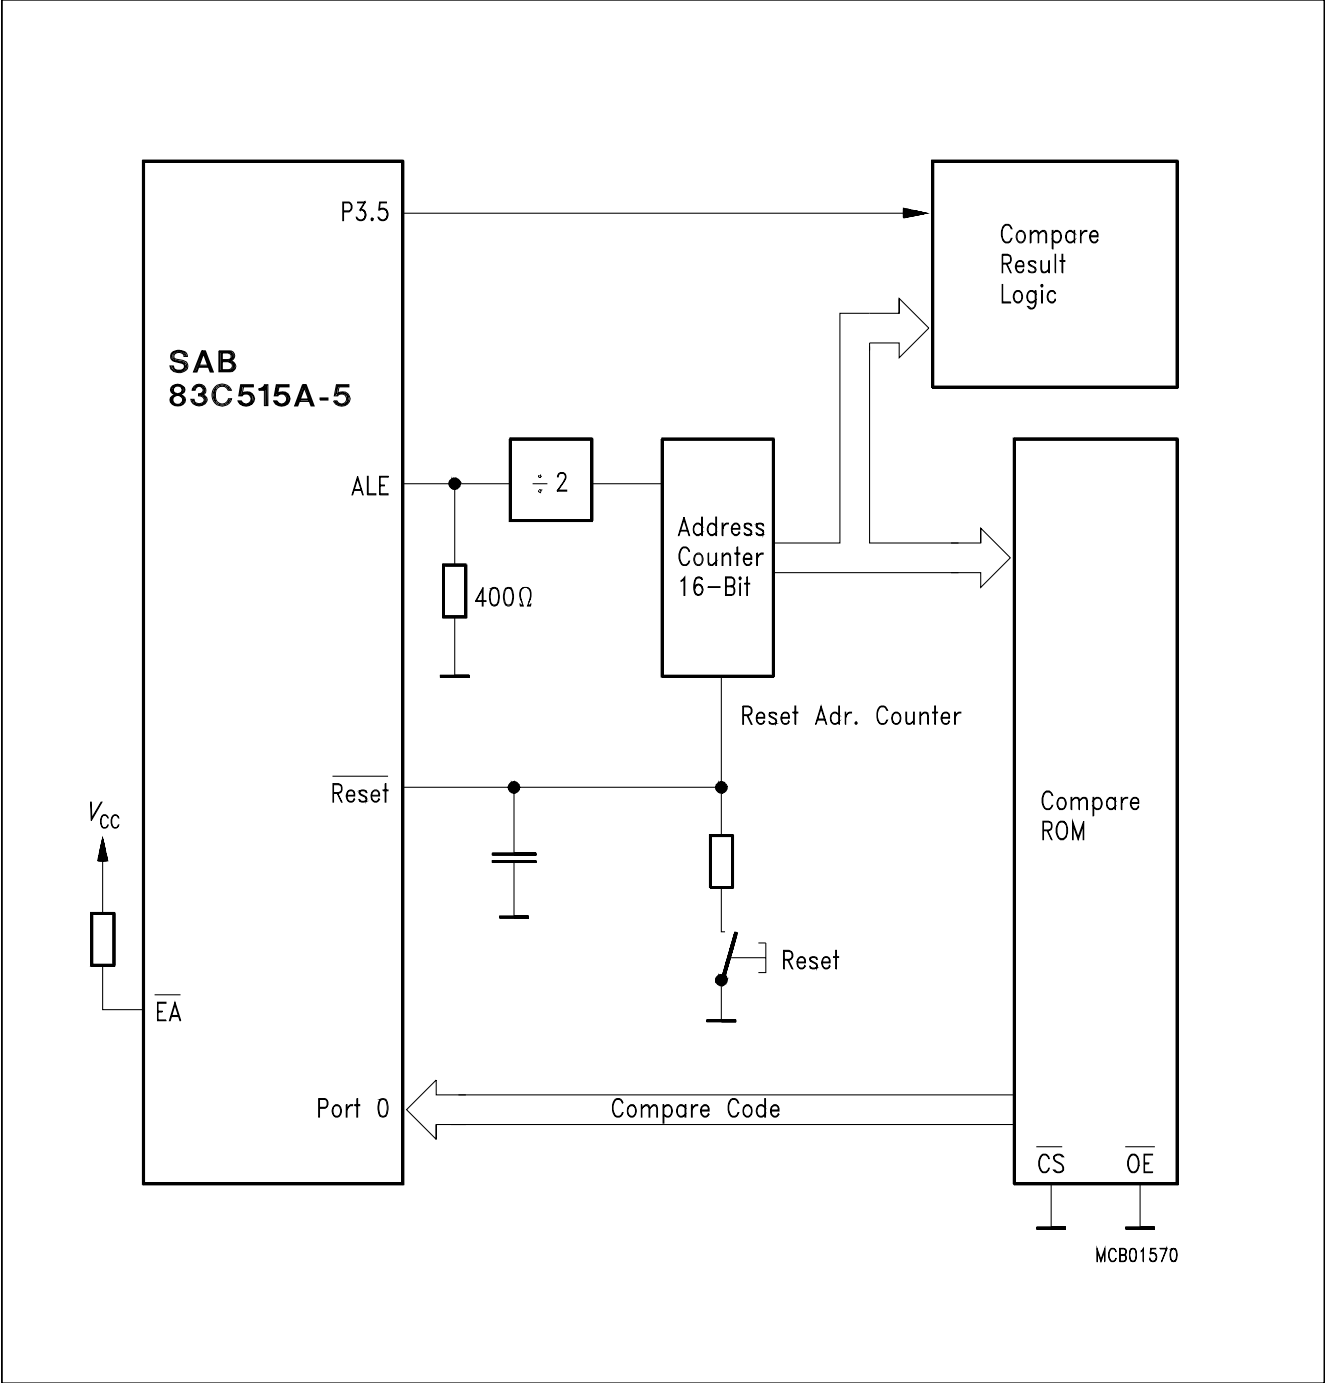 P3.5
Compare
Result
Logic
SAB
83C515A-5
ALE
÷ 2
Address
Counter
16-Bit
400Ω
Reset Adr. Counter
Reset
VCC
Compare
ROM
Reset
EA
Port 0
Compare Code
CS
OE
MCB01570